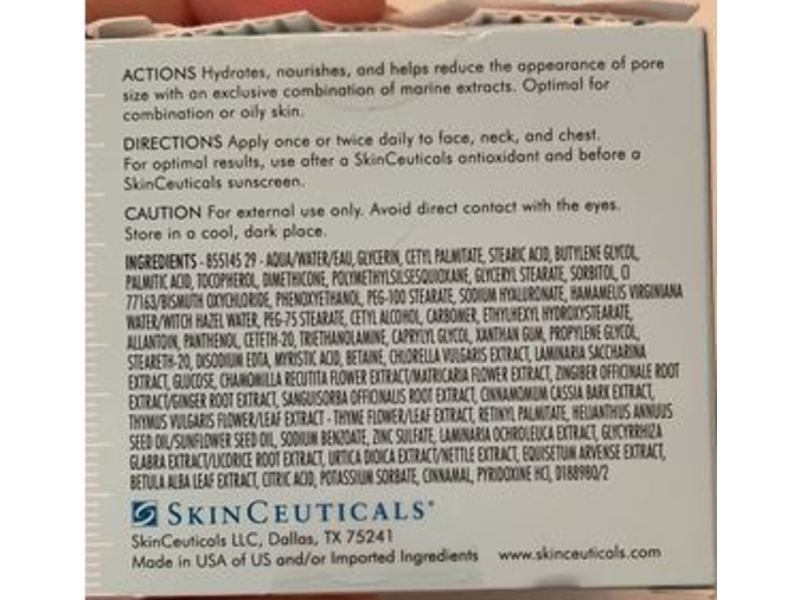 ACTIONS Hydrates, nourishes, and helps reduce the appearance of pore
size with an exclusive combination of marine extracts. Optimal for
combination or oily skin.
DIRECTIONS Apply once or twice daily to face, neck, and chest.
For optimal results, use after a SkinCeuticals antioxidant and before a
SkinCeuticals sunscreen.
CAUTION For external use only. Avoid direct contact with the eyes.
Store in a cool, dark place.
INGREDIENTS - 855145 29 - AQUA/WATER/EAU, GLYCERIN, CETYL PALMITATE, STEARIC ACID, BUTYLENE GLYCOL,
PALMITIC ACID, TOCOPHEROL, DIMETHICONE, POLYMETHYLSILSESQUIOXANE, GLYCERYL STEARATE, SORBITOL, CI
77163/BISMUTH OXYCHLORIDE, PHENOXYETHANOL, PEG-100 STEARATE, SODIUM HYALURONATE, HAMAMELIS VIRGINIANA
WATER/WITCH HAZEL WATER, PEG-75 STEARATE, CETYL ALCOHOL, CARBOMER, ETHYLHEXYL HYDROXYSTEARATE,
ALLANTOIN, PANTHENOL, CETETH-20, TRIETHANOLAMINE, CAPRYLYL GLYCOL, XANTHAN GUM, PROPYLENE GLYCOL,
STEARETH-20, DISODIUM EDTA, MYRISTIC ACID, BETAINE, CHLORELLA VULGARIS EXTRACT, LAMINARIA SACCHARINA
EXTRACT, GLUCOSE, CHAMOMILLA RECUTITA FLOWER EXTRACT/MATRICARIA FLOWER EXTRACT, ZINGIBER OFFICINALE ROOT
EXTRACT/GINGER ROOT EXTRACT, SANGUISORBA OFFICINALIS ROOT EXTRACT, CINNAMOMUM CASSIA BARK EXTRACT,
THYMUS VULGARIS FLOWER/LEAF EXTRACT - THYME FLOWER/LEAF EXTRACT, RETINYL PALMITATE, HELIANTHUS ANNUUS
SEED OIL/SUNFLOWER SEED OIL, SODIUM BENZOATE, ZINC SULFATE, LAMINARIA OCHROLEUCA EXTRACT, GLYCYRRHIZA
GLABRA EXTRACT/LICORICE ROOT EXTRACT, URTICA DIOICA EXTRACT/NETTLE EXTRACT, EQUISETUM ARVENSE EXTRACT,
BETULA ALBA LEAF EXTRACT, CITRIC ACID, POTASSIUM SORBATE, CINNAMAL, PYRIDOXINE HCl, D188980/2
SKINCEUTICALS®
SkinCeuticals LLC, Dallas, TX 75241
Made in USA of US and/or Imported Ingredients www.skinceuticals.com